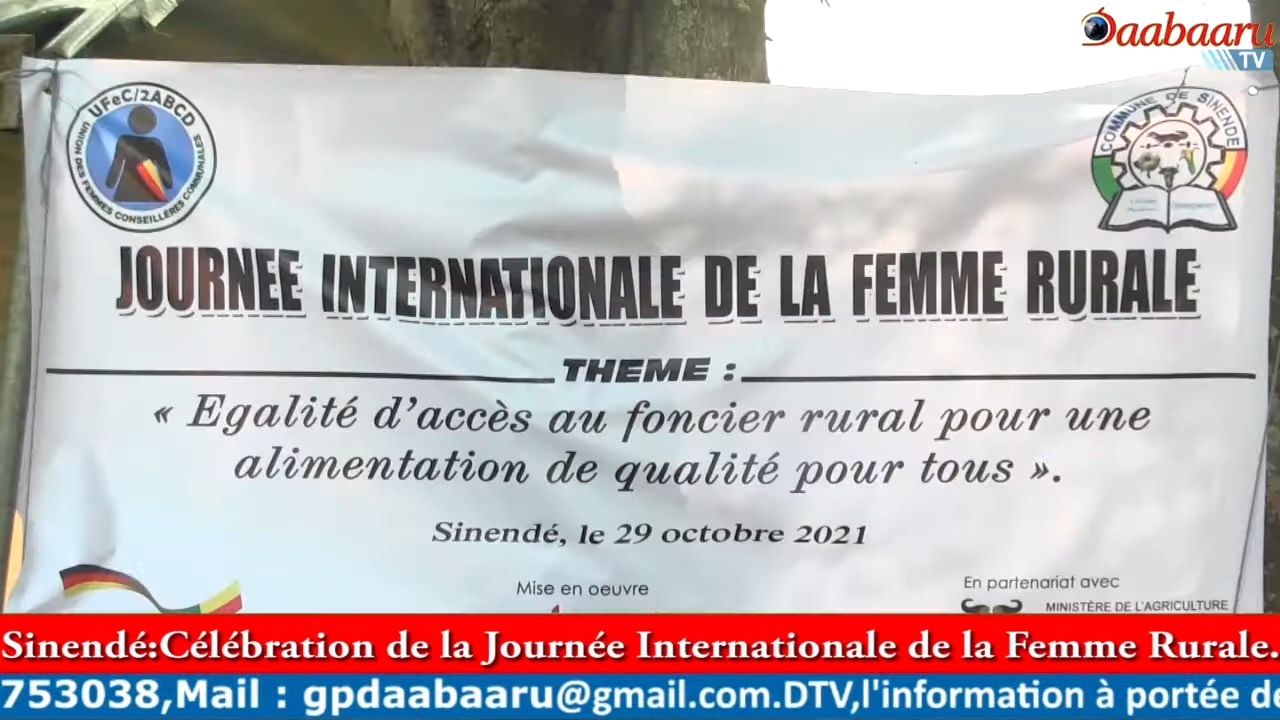 Daabaaru
TV
UFeC/2ABCD
UNION DES FEMMES CONSEILLÈRES COMMUNALES
COMMUNE DE SINENDE
JOURNEE INTERNATIONALE DE LA FEMME RURALE
THEME :
« Egalité d'accès au foncier rural pour une
alimentation de qualité pour tous ».
Sinendé, le 29 octobre 2021
Mise en oeuvre
En partenariat avec
MINISTÈRE DE L'AGRICULTURE
Sinendé:Célébration de la Journée Internationale de la Femme Rurale.
753038,Mail : gpdaabaaru@gmail.com.DTV,l'information à portée de